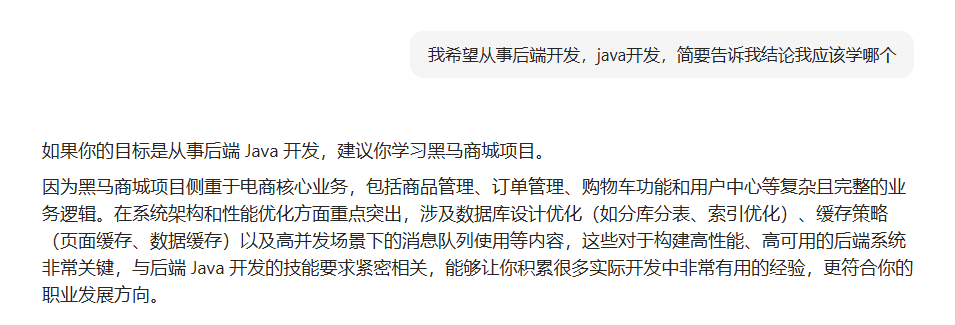 我希望从事后端开发，java开发，简要告诉我结论我应该学哪个
如果你的目标是从事后端 Java 开发，建议你学习黑马商城项目。
因为黑马商城项目侧重于电商核心业务，包括商品管理、订单管理、购物车功能和用户中心等复杂且完整的业
务逻辑。在系统架构和性能优化方面重点突出，涉及数据库设计优化（如分库分表、索引优化）、缓存策略
（页面缓存、数据缓存）以及高并发场景下的消息队列使用等内容，这些对于构建高性能、高可用的后端系统
非常关键，与后端 Java 开发的技能要求紧密相关，能够让你积累很多实际开发中非常有用的经验，更符合你的
职业发展方向。